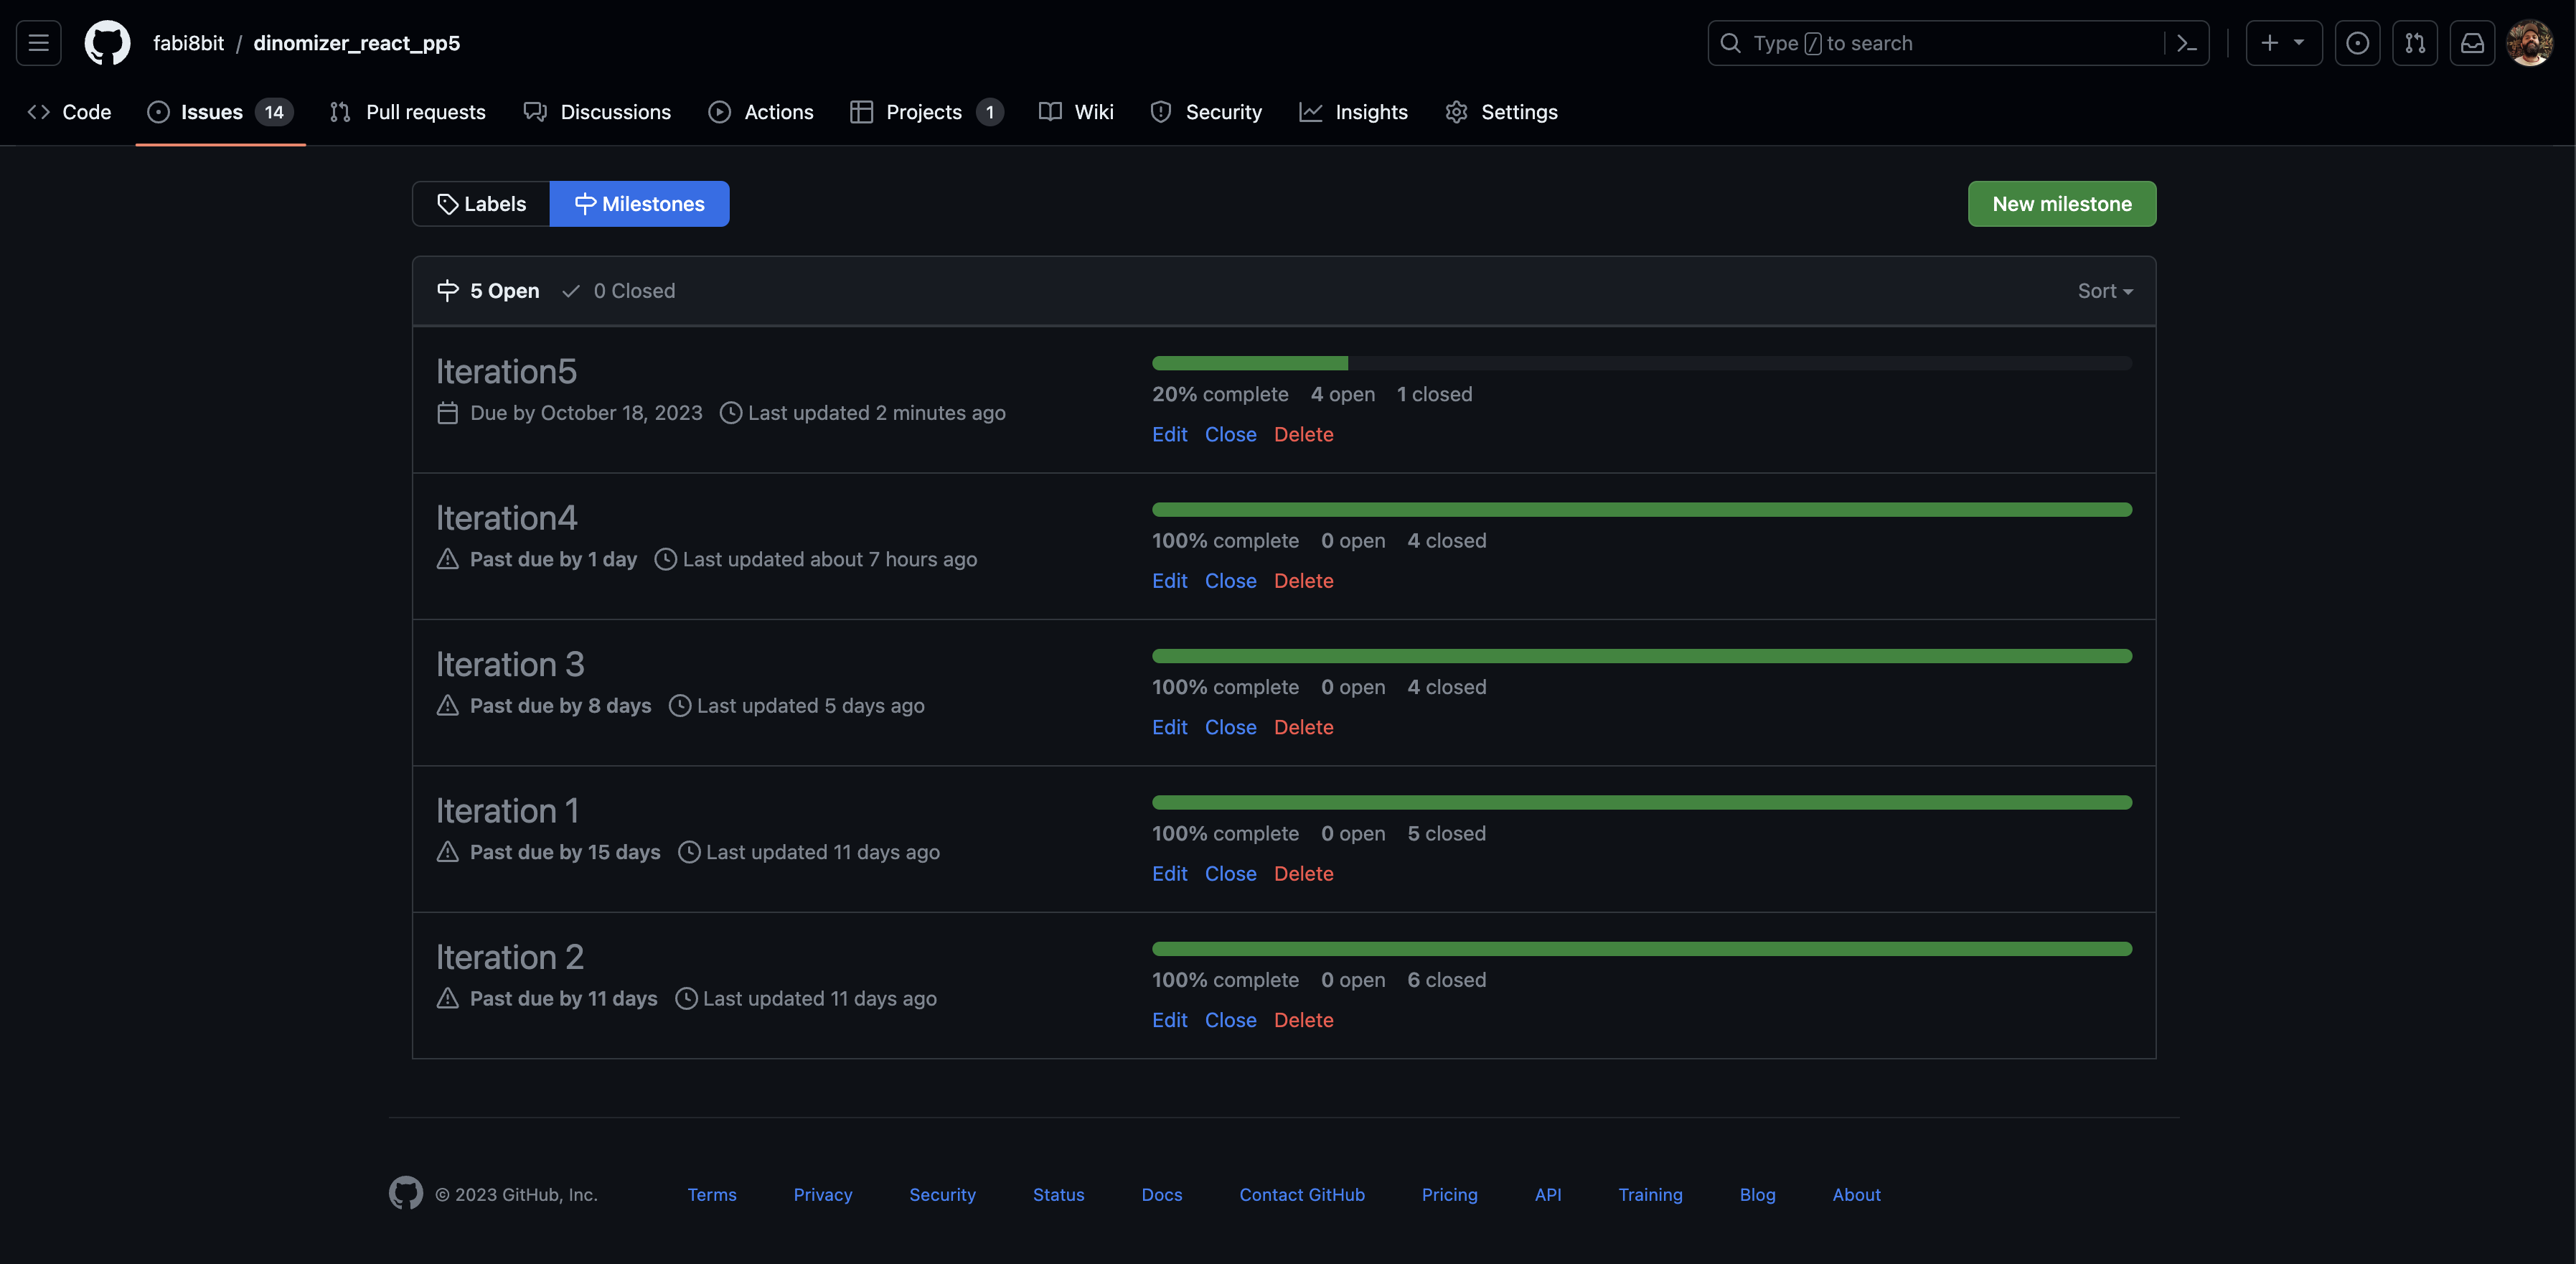 fabi8bit / dinomizer_react_pp5
Type / to search
Code Issues 14 Pull requests Discussions Actions Projects 1 Wiki Security Insights Settings
Labels Milestones New milestone
5 Open 0 Closed Sort
Iteration5
Due by October 18, 2023 Last updated 2 minutes ago
20% complete 4 open 1 closed
Edit Close Delete
Iteration4
Past due by 1 day Last updated about 7 hours ago
100% complete 0 open 4 closed
Edit Close Delete
Iteration 3
Past due by 8 days Last updated 5 days ago
100% complete 0 open 4 closed
Edit Close Delete
Iteration 1
Past due by 15 days Last updated 11 days ago
100% complete 0 open 5 closed
Edit Close Delete
Iteration 2
Past due by 11 days Last updated 11 days ago
100% complete 0 open 6 closed
Edit Close Delete
© 2023 GitHub, Inc. Terms Privacy Security Status Docs Contact GitHub Pricing API Training Blog About